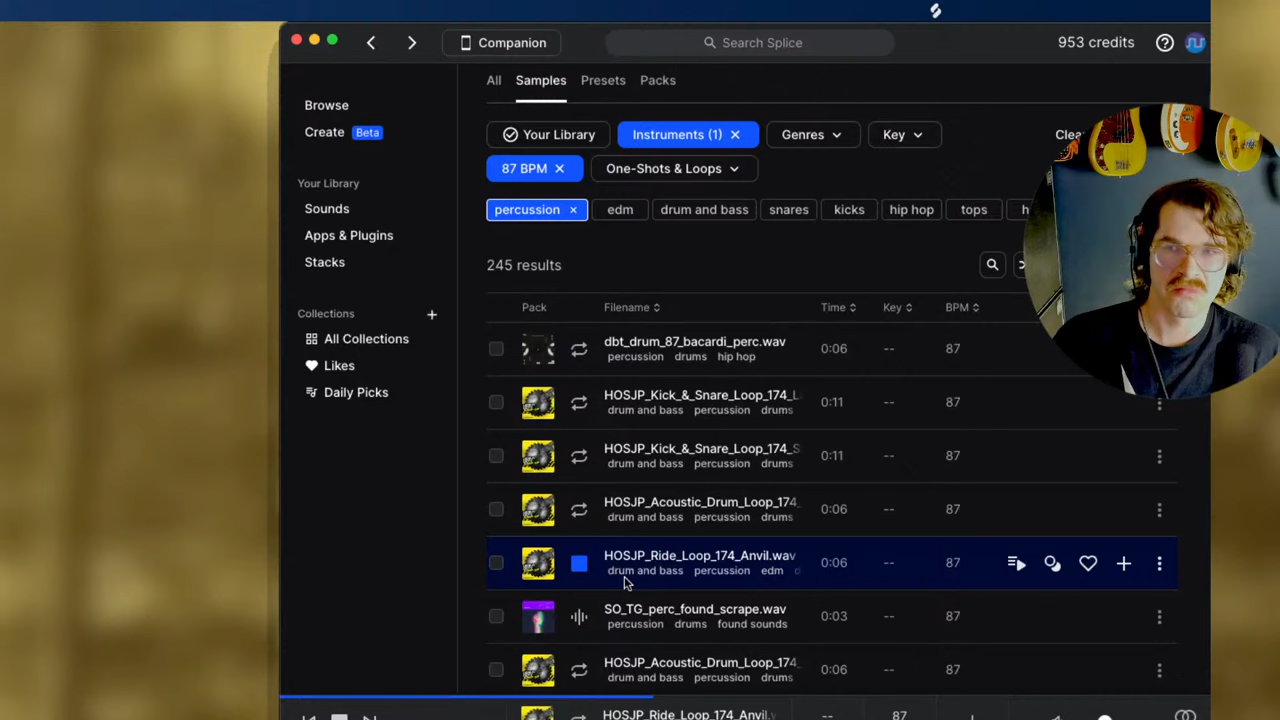 Companion
Search Splice
953 credits
Browse
Create Beta
Your Library
Sounds
Apps & Plugins
Stacks
Collections
All Collections
Likes
Daily Picks
All Samples Presets Packs
Your Library Instruments (1) Genres Key
87 BPM One-Shots & Loops
percussion edm drum and bass snares kicks hip hop tops
245 results
Pack Filename Time Key BPM
dbt_drum_87_bacardi_perc.wav 0:06 -- 87
percussion drums hip hop
HOSJP_Kick_&_Snare_Loop_174_ 0:11 -- 87
drum and bass percussion drums
HOSJP_Kick_&_Snare_Loop_174_S 0:11 -- 87
drum and bass percussion drums
HOSJP_Acoustic_Drum_Loop_174_ 0:06 -- 87
drum and bass percussion drums
HOSJP_Ride_Loop_174_Anvil.wav 0:06 -- 87
drum and bass percussion edm
SO_TG_perc_found_scrape.wav 0:03 -- 87
percussion drums found sounds
HOSJP_Acoustic_Drum_Loop_174_ 0:06 -- 87
drum and bass percussion drums
HOSJP_Ride_Loop_174_Anvil.wav -- 87